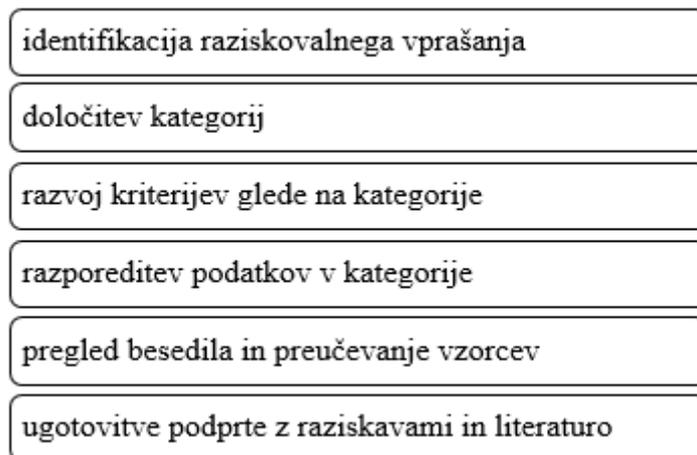 identifikacija raziskovalnega vprašanja
določitev kategorij
razvoj kriterijev glede na kategorije
razporeditev podatkov v kategorije
pregled besedila in preučevanje vzorcev
ugotovitve podprte z raziskavami in literaturo